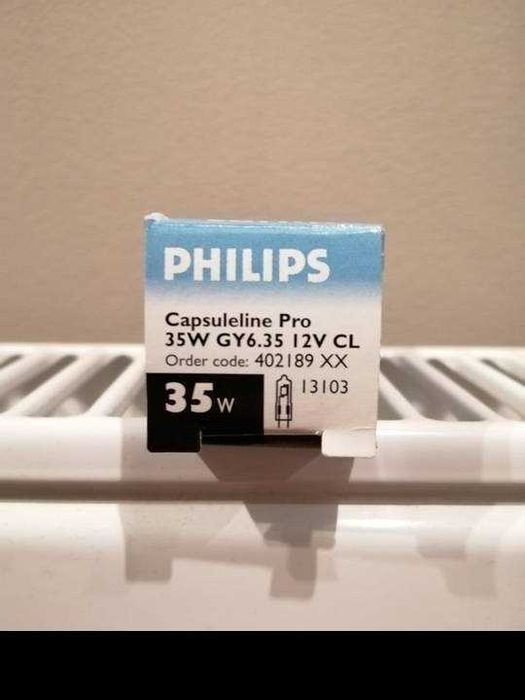 PHILIPS
Capsuleline Pro
35W GY6.35 12V CL
Order code: 402189 XX
35W 13103